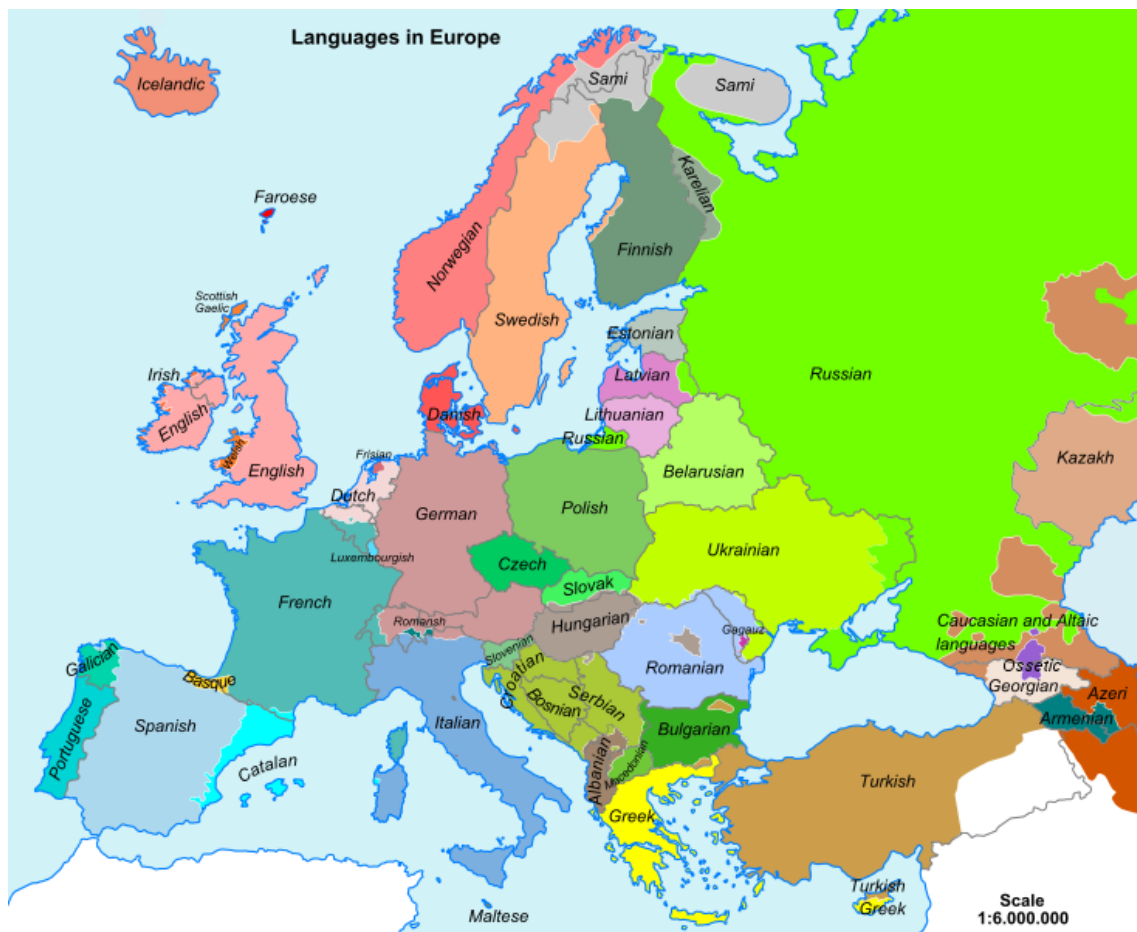 Languages in Europe
Icelandic
Sami
Sami
Faroese
Karelian
Norwegian
Finnish
Scottish
Gaelic
Swedish
Estonian
Irish
Latvian
Russian
English
Danish
Lithuanian
Russian
Welsh
English
Frisian
Belarusian
Kazakh
Dutch
German
Polish
Luxembourgish
Czech
Ukrainian
Slovak
French
Romansh
Hungarian
Gagauz
Caucasian and Altaic
languages
Slovenian
Galician
Croatian
Romanian
Ossetic
Basque
Georgian
Bosnian
Serbian
Azeri
Portuguese
Spanish
Italian
Bulgarian
Armenian
Catalan
Albanian
Macedonian
Turkish
Greek
Turkish
Greek
Maltese
Scale
1:6.000.000